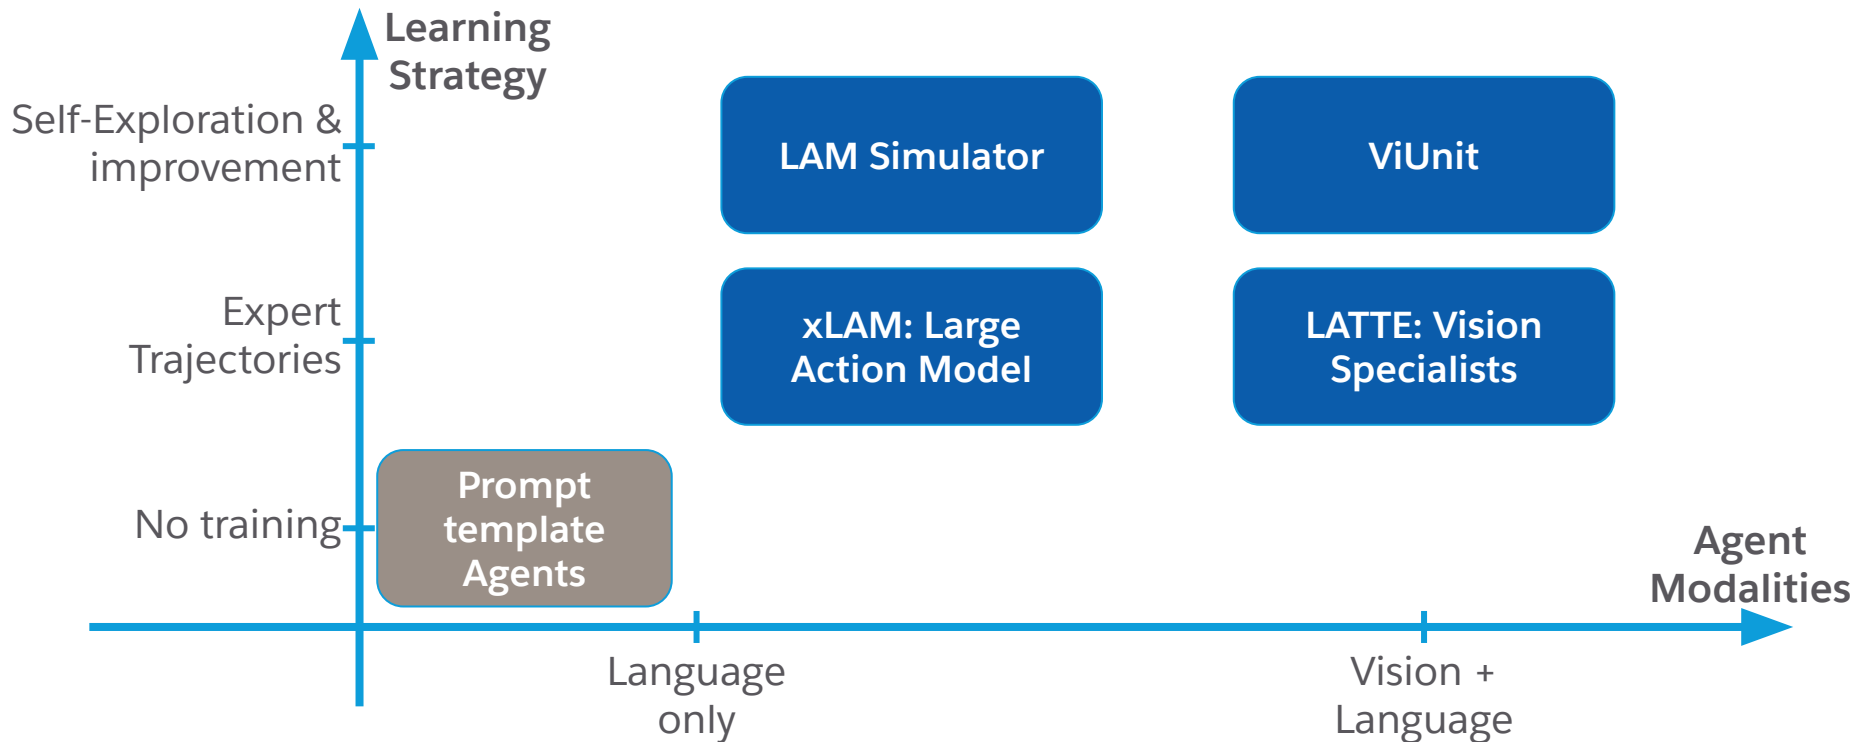 Learning
Strategy
Self-Exploration &
improvement
LAM Simulator
ViUnit
Expert
Trajectories
xLAM: Large
Action Model
LATTE: Vision
Specialists
No training
Prompt
template
Agents
Agent
Modalities
Language
only
Vision +
Language